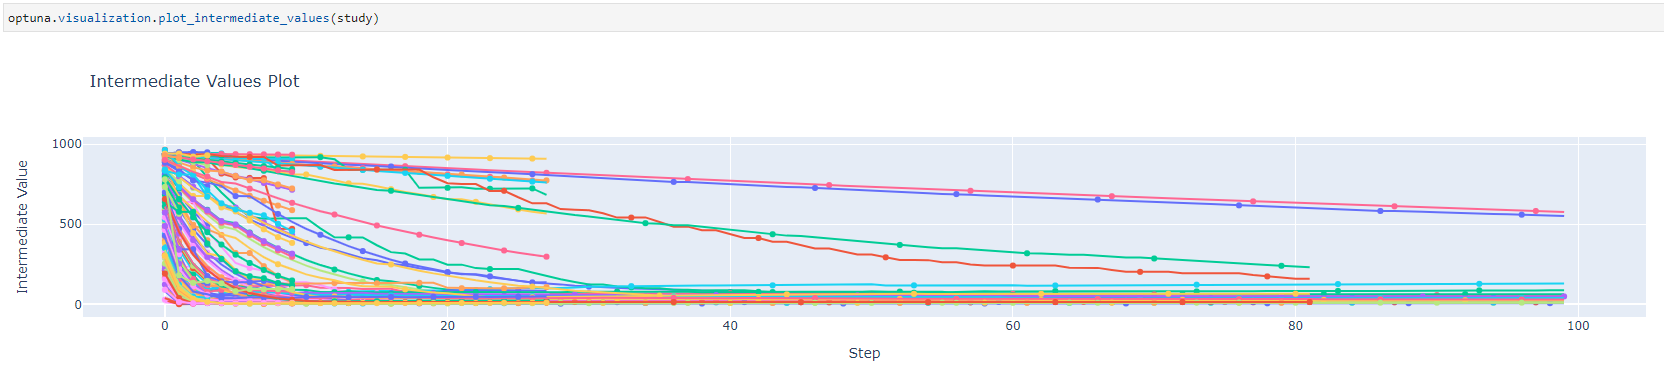 optuna.visualization.plot_intermediate_values(study)
Intermediate Values Plot
Intermediate Value
1000
500
0
0 20 40 60 80 100
Step